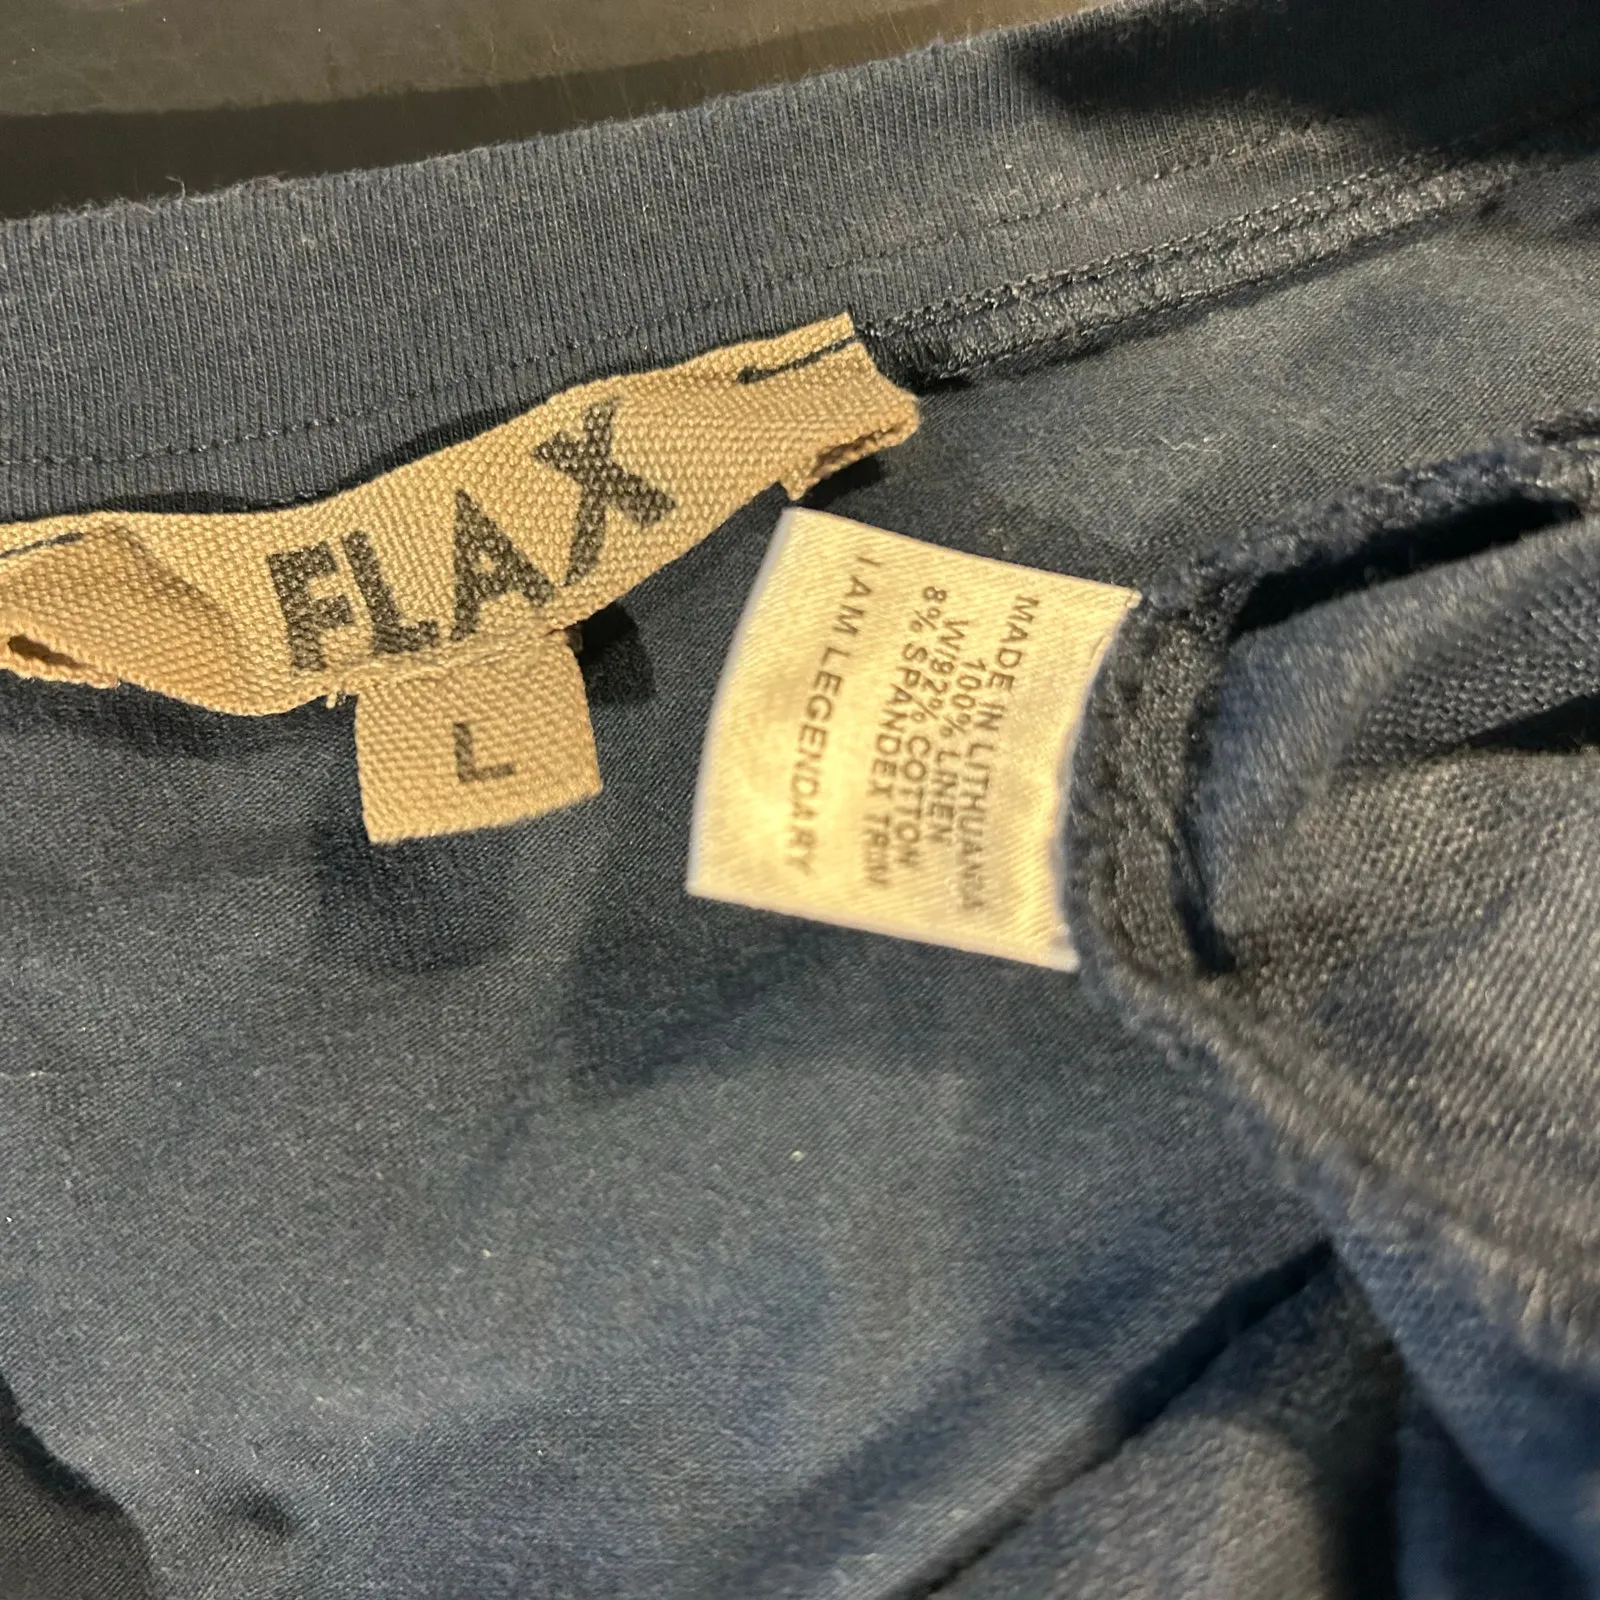 FLAX
L
MADE IN LITHUANIA
100% LINEN
W/92% COTTON
8% SPANDEX TRIM
I AM LEGENDARY